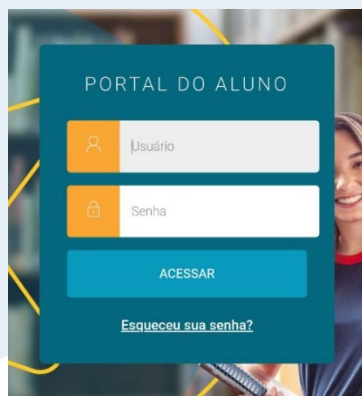 PORTAL DO ALUNO
Usuário
Senha
ACESSAR
Esqueceu sua senha?